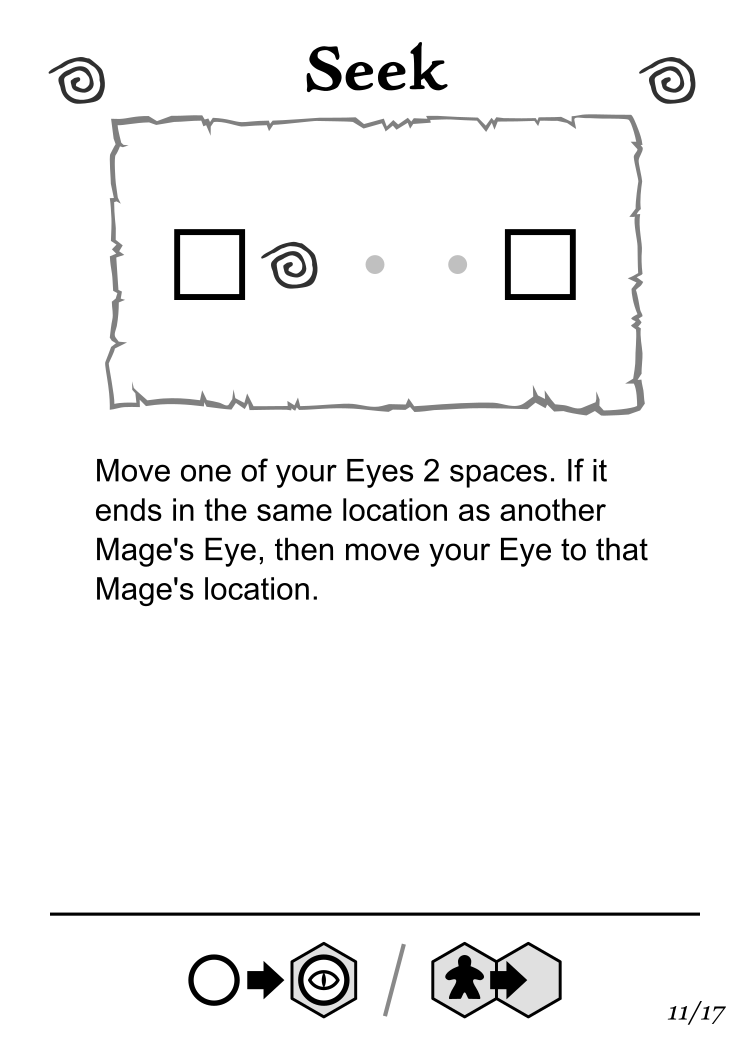 Seek
Move one of your Eyes 2 spaces. If it
ends in the same location as another
Mage's Eye, then move your Eye to that
Mage's location.
11/17